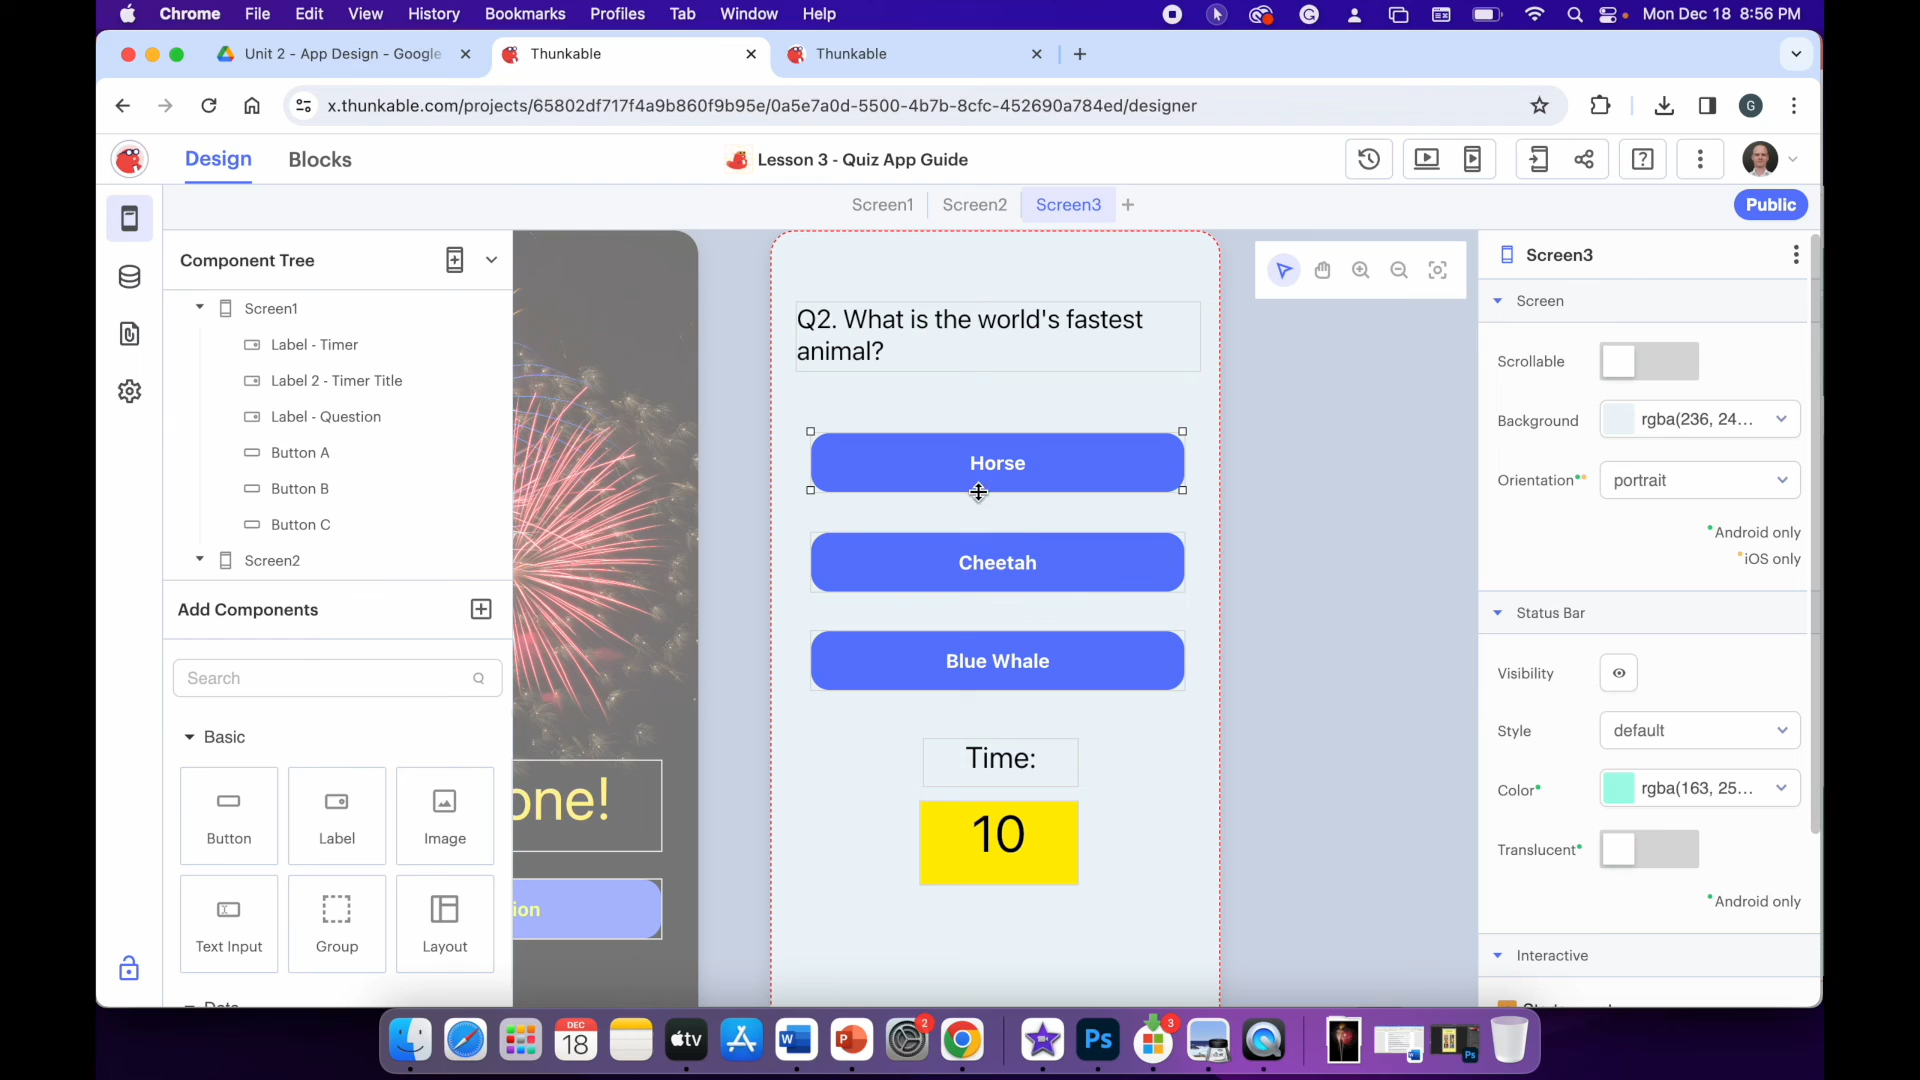 Chrome File Edit View History Bookmarks Profiles Tab Window Help Mon Dec 18 8:56 PM
Unit 2 - App Design - Google Thunkable Thunkable
x.thunkable.com/projects/65802df717f4a9b860f9b95e/0a5e7a0d-5500-4b7b-8cfc-452690a784ed/designer G
Design Blocks Lesson 3 - Quiz App Guide
Screen1 Screen2 Screen3 + Public
Component Tree
Screen1
Label - Timer
Label 2 - Timer Title
Label - Question
Button A
Button B
Button C
Screen2
Add Components
Search
Basic
Button Label Image
Text Input Group Layout
one!
ion
Q2. What is the world's fastest
animal?
Horse
Cheetah
Blue Whale
Time:
10
Screen3
Screen
Scrollable
Background rgba(236, 24...
Orientation portrait
Android only
iOS only
Status Bar
Visibility
Style default
Color rgba(163, 25...
Translucent
Android only
Interactive
DEC
18
tv
W
P
2
Ps
3